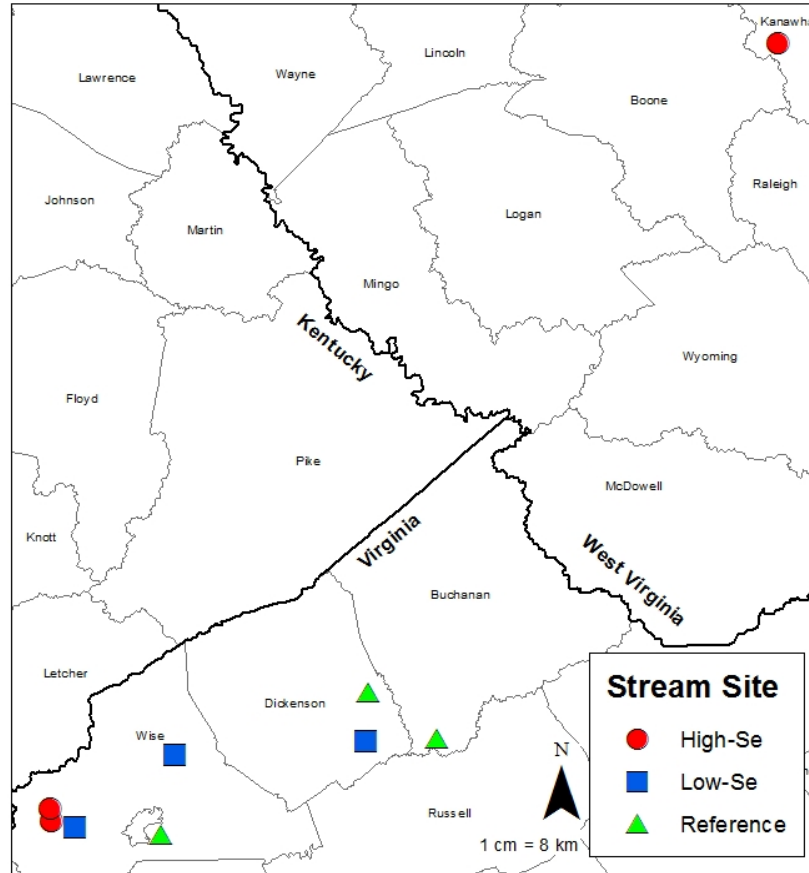 Kanawha
Lincoln
Wayne
Lawrence
Boone
Raleigh
Johnson
Logan
Martin
Mingo
Kentucky
Wyoming
Floyd
Pike
McDowell
Knott
Virginia
West Virginia
Buchanan
Letcher
Dickenson
Wise
Russell
N
1 cm = 8 km
Stream Site
High-Se
Low-Se
Reference